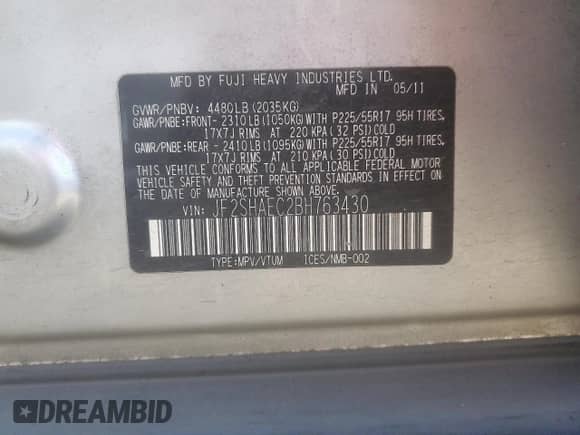 MFD BY FUJI HEAVY INDUSTRIES LTD.
MFD IN 05/11
GVWR/PNBV: 4480LB (2035KG)
GAWR/PNBE:FRONT- 2310LB(1050KG)WITH P225/55R17 95H TIRES,
17X7J RIMS AT 220 KPA( 32 PSI)COLD
GAWR/PNBE:REAR - 2410LB(1095KG)WITH P225/55R17 95H TIRES,
17X7J RIMS AT 210 KPA( 30 PSI)COLD
THIS VEHICLE CONFORMS TO ALL APPLICABLE FEDERAL MOTOR
VEHICLE SAFETY AND THEFT PREVENTION STANDARDS IN EFFECT ON
THE DATE OF MANUFACTURE SHOWN ABOVE.
VIN: JF2SHAEC2BH763430
TYPE:MPV/VTUM ICES/NMB-002
DREAMBID